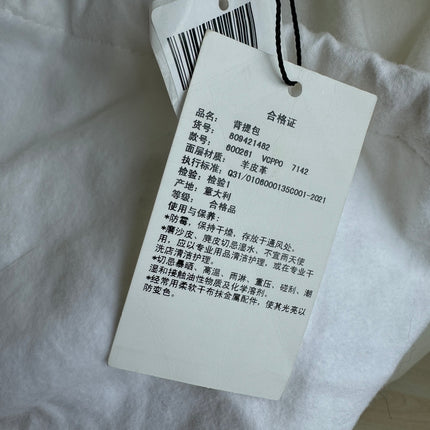 合格证
品名: 背提包
货号: 809421462
款号: 600281 VCPP0 7142
面层材质: 羊皮革
执行标准: Q31/0106000135C001-2021
检验: 检验1
产地: 意大利
等级: 合格品
使用与保养:
*防霉, 保持干燥, 存放于通风处。
*磨沙皮、麂皮切忌湿水、不宜雨天使
用, 应以专业用品清洁护理, 或在专业干
洗店清洁护理。
*切忌暴晒、高温、雨淋、重压、碰刮、潮
湿和接触油性物质及化学溶剂.
*经常用柔软干布抹金属配件, 使其光亮以
防变色。